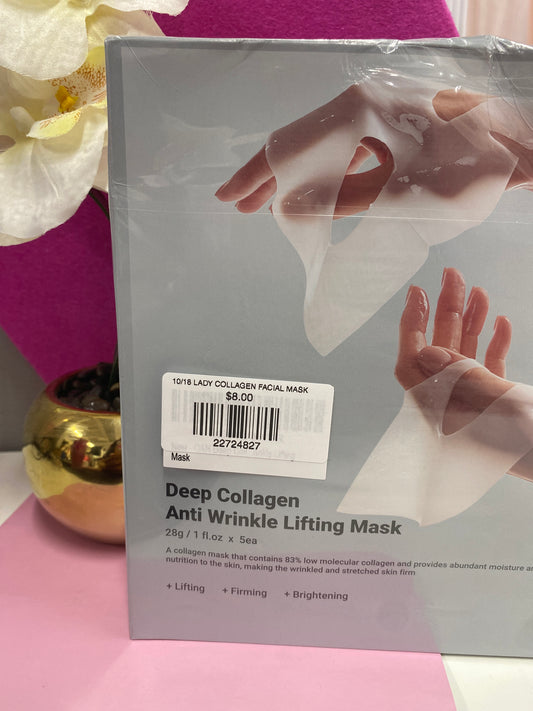 10/18 LADY COLLAGEN FACIAL MASK
$8.00
22724827
Mask
Deep Collagen
Anti Wrinkle Lifting Mask
28g / 1 fl.oz x 5ea
A collagen mask that contains 83% low molecular collagen and provides abundant moisture
nutrition to the skin, making the wrinkled and stretched skin firm
+ Lifting + Firming + Brightening